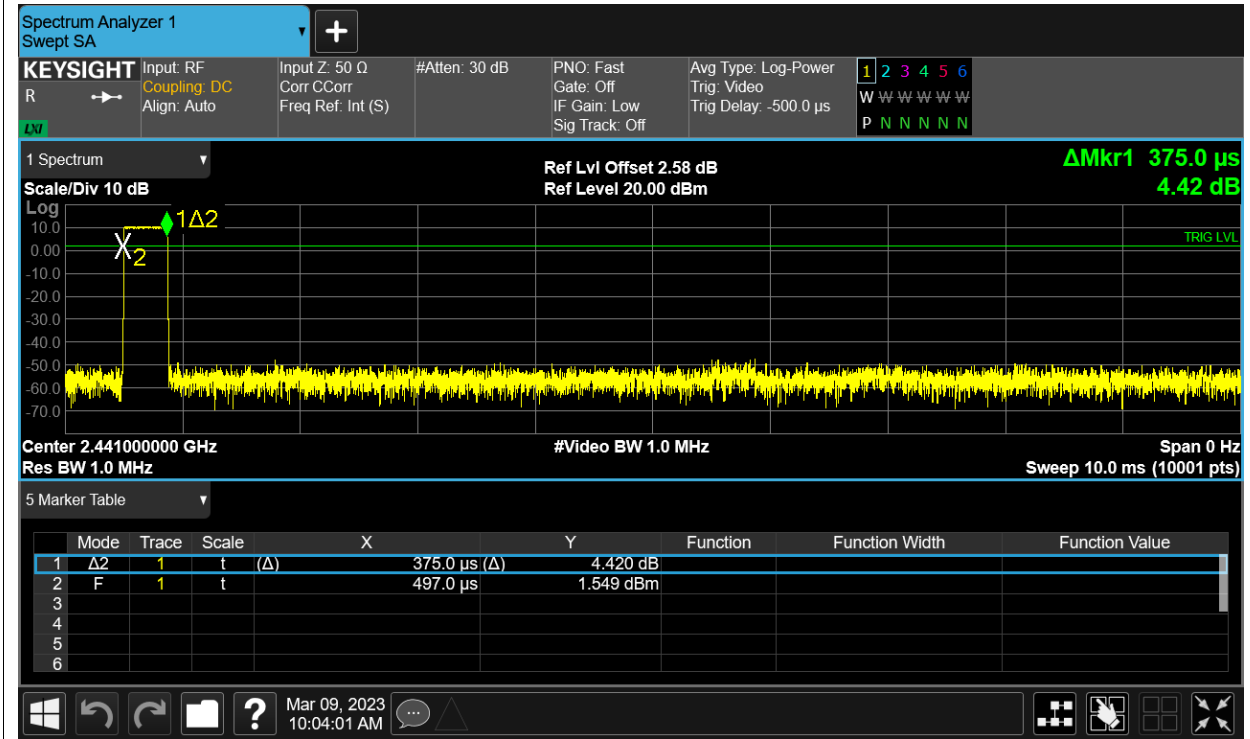 Spectrum Analyzer 1
Swept SA
KEYSIGHT
R
LXI
Input: RF
Coupling: DC
Align: Auto
Input Z: 50 Ω
Corr CCorr
Freq Ref: Int (S)
#Atten: 30 dB
PNO: Fast
Gate: Off
IF Gain: Low
Sig Track: Off
Avg Type: Log-Power
Trig: Video
Trig Delay: -500.0 µs
1 2 3 4 5 6
W W W W W W
P N N N N N
1 Spectrum
Scale/Div 10 dB
Ref Lvl Offset 2.58 dB
Ref Level 20.00 dBm
ΔMkr1 375.0 µs
4.42 dB
Log
10.0
0.00
-10.0
-20.0
-30.0
-40.0
-50.0
-60.0
-70.0
1Δ2
X2
TRIG LVL
Center 2.441000000 GHz
#Video BW 1.0 MHz
Span 0 Hz
Res BW 1.0 MHz
Sweep 10.0 ms (10001 pts)
5 Marker Table
Mode Trace Scale X Y Function Function Width Function Value
1 Δ2 1 t (Δ) 375.0 µs (Δ) 4.420 dB
2 F 1 t 497.0 µs 1.549 dBm
3
4
5
6
?
Mar 09, 2023
10:04:01 AM